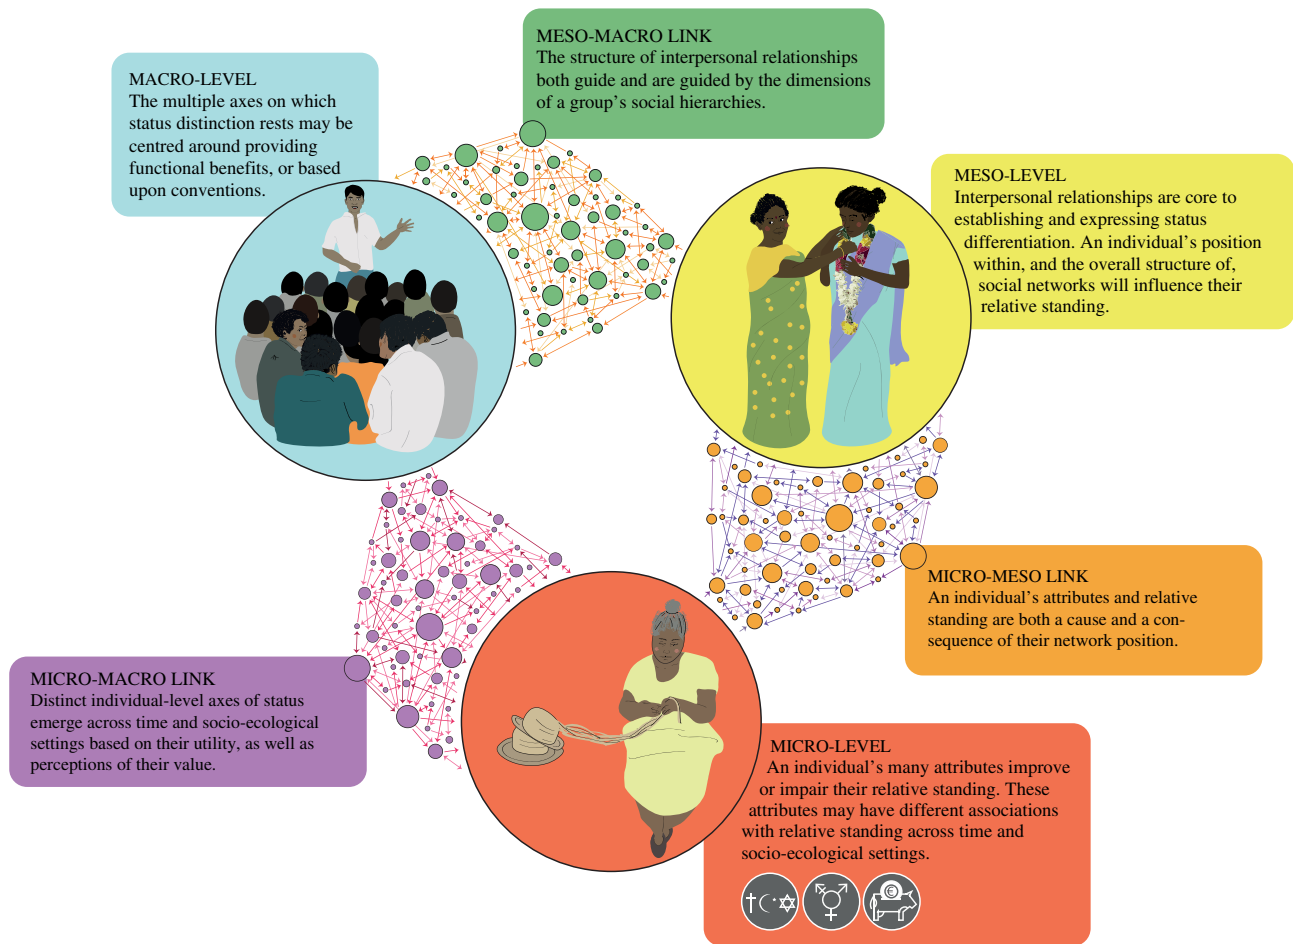 MESO-MACRO LINK
The structure of interpersonal relationships
both guide and are guided by the dimensions
of a group's social hierarchies.
MACRO-LEVEL
The multiple axes on which
status distinction rests may be
centred around providing
functional benefits, or based
upon conventions.
MESO-LEVEL
Interpersonal relationships are core to
establishing and expressing status
differentiation. An individual's position
within, and the overall structure of,
social networks will influence their
relative standing.
MICRO-MESO LINK
An individual's attributes and relative
standing are both a cause and a con-
sequence of their network position.
MICRO-MACRO LINK
Distinct individual-level axes of status
emerge across time and socio-ecological
settings based on their utility, as well as
perceptions of their value.
MICRO-LEVEL
An individual's many attributes improve
or impair their relative standing. These
attributes may have different associations
with relative standing across time and
socio-ecological settings.
€